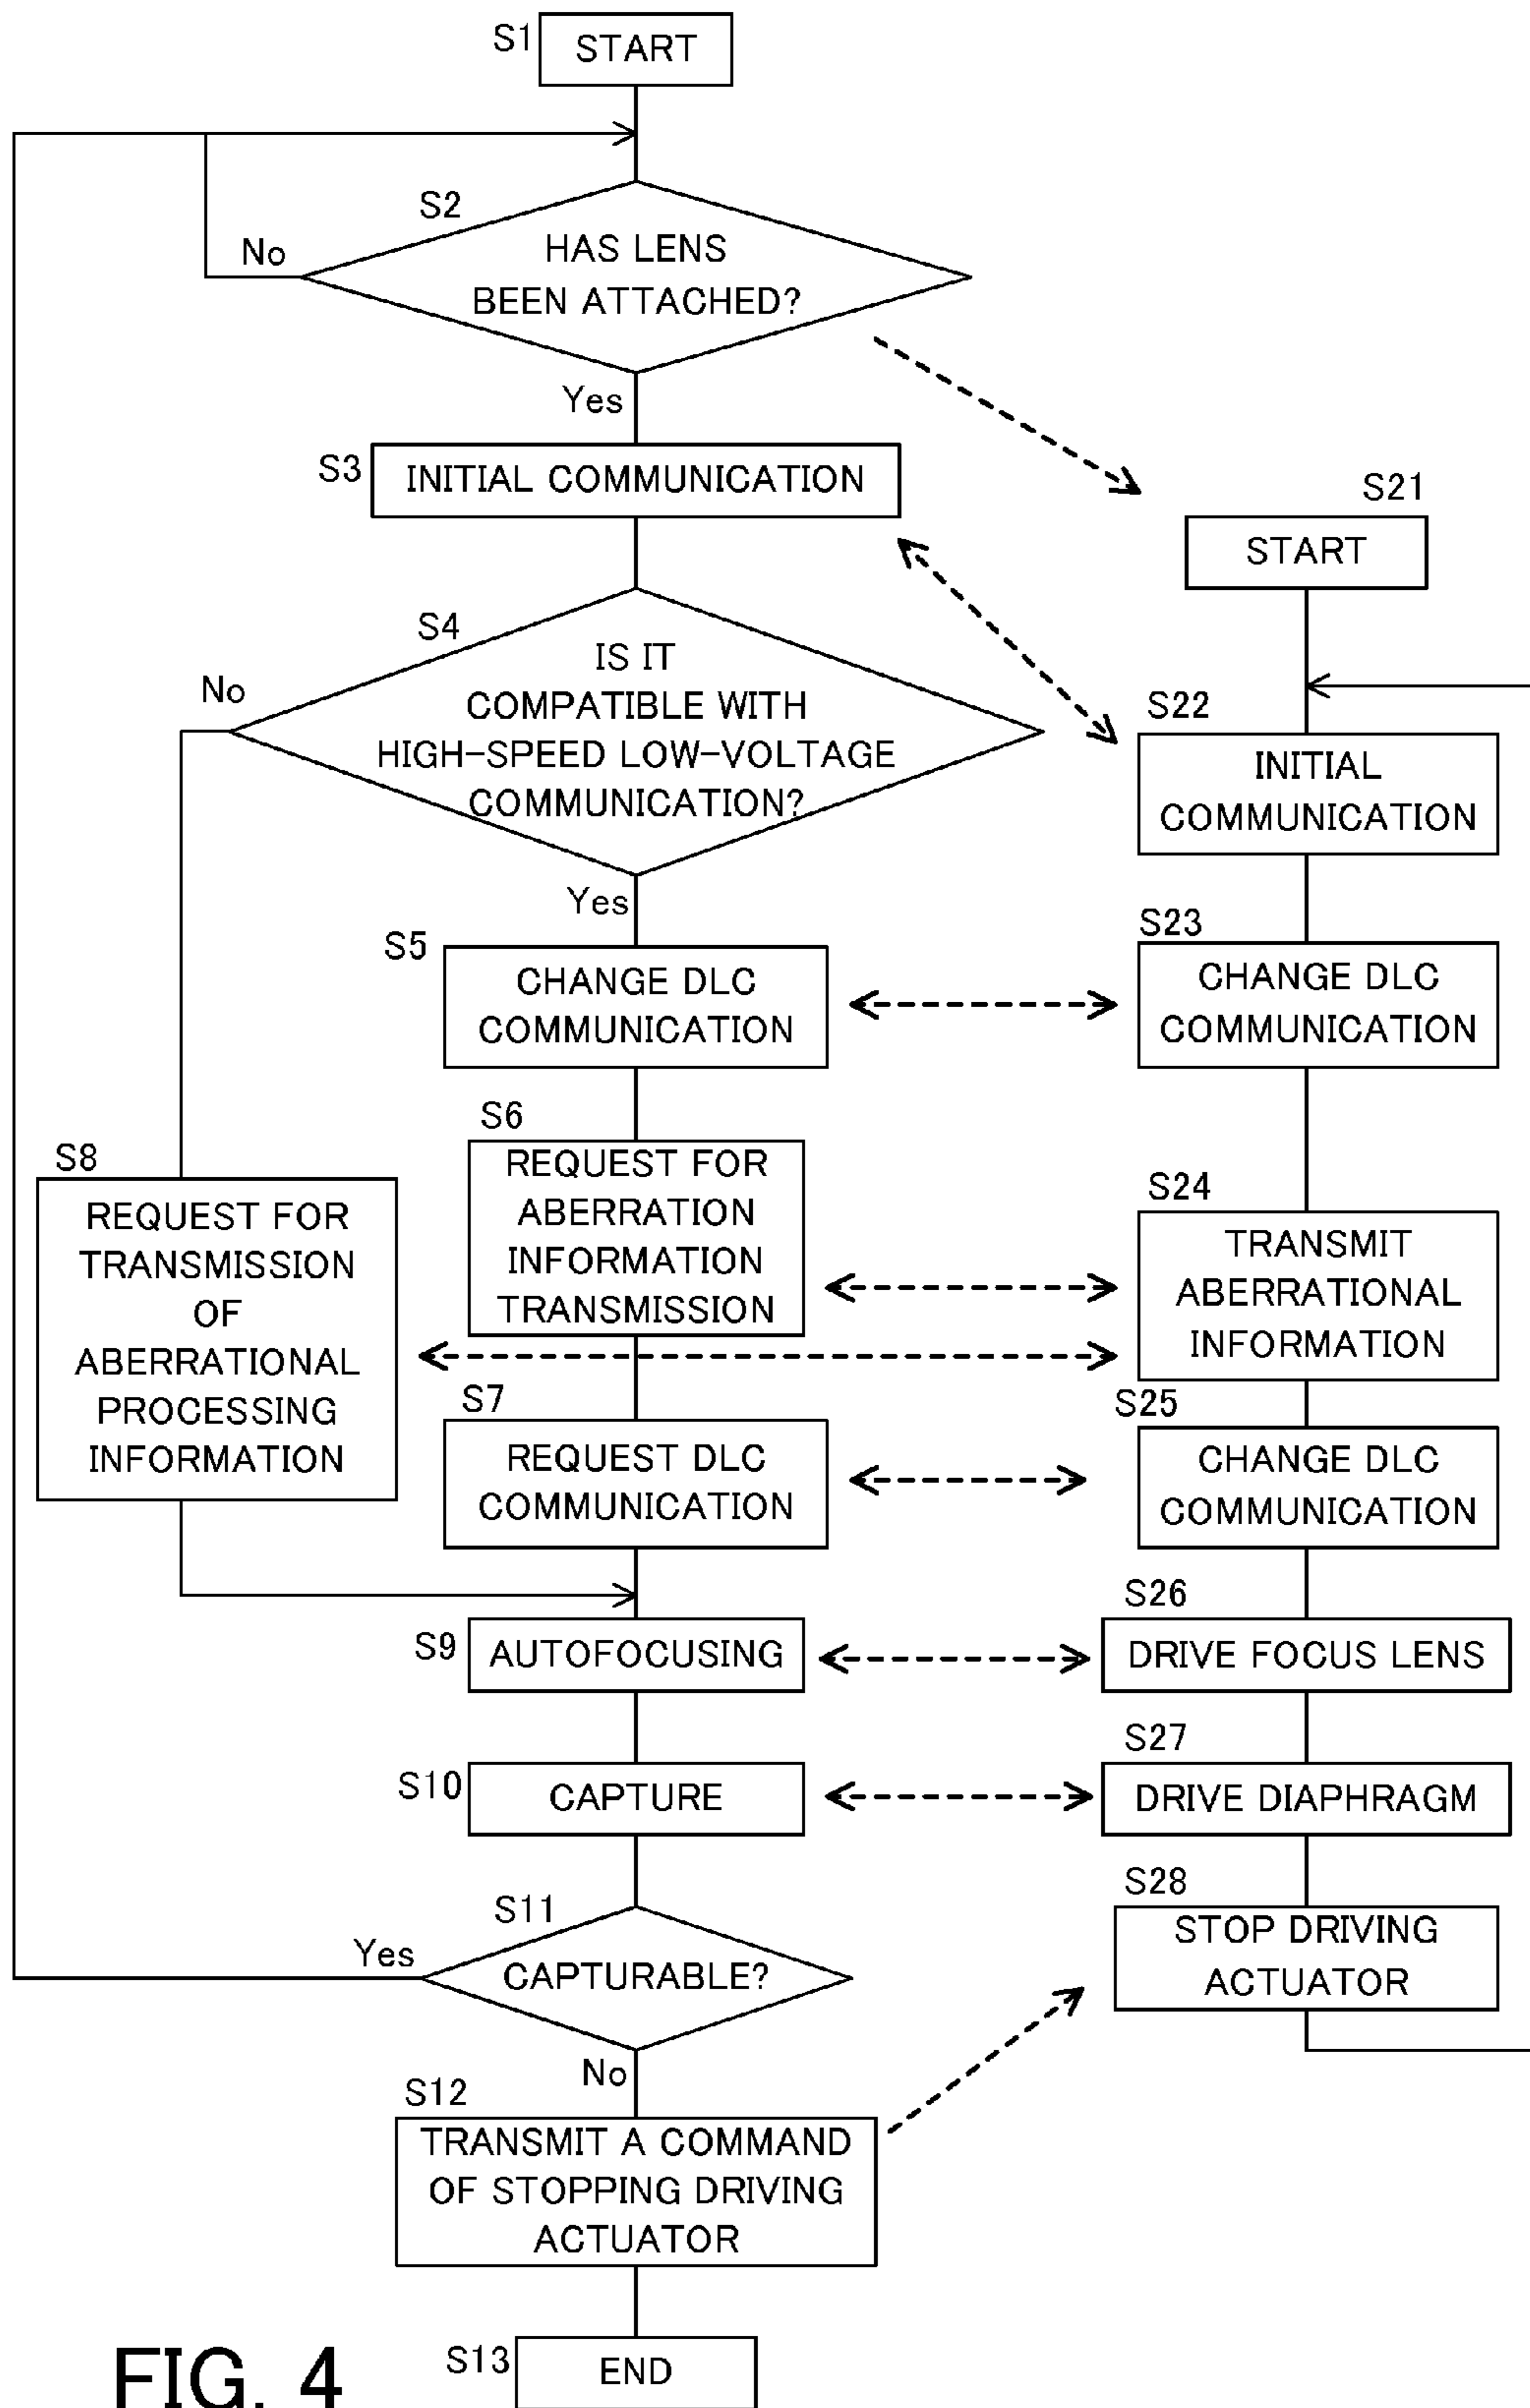 S1
START
S2
No
HAS LENS
BEEN ATTACHED?
Yes
S3
INITIAL COMMUNICATION
S4
No
IS IT
COMPATIBLE WITH
HIGH-SPEED LOW-VOLTAGE
COMMUNICATION?
Yes
S5
CHANGE DLC
COMMUNICATION
S6
REQUEST FOR
ABERRATION
INFORMATION
TRANSMISSION
S8
REQUEST FOR
TRANSMISSION
OF
ABERRATIONAL
PROCESSING
INFORMATION
S7
REQUEST DLC
COMMUNICATION
S9
AUTOFOCUSING
S10
CAPTURE
S11
Yes
CAPTURABLE?
No
S12
TRANSMIT A COMMAND
OF STOPPING DRIVING
ACTUATOR
S13
END
S21
START
S22
INITIAL
COMMUNICATION
S23
CHANGE DLC
COMMUNICATION
S24
TRANSMIT
ABERRATIONAL
INFORMATION
S25
CHANGE DLC
COMMUNICATION
S26
DRIVE FOCUS LENS
S27
DRIVE DIAPHRAGM
S28
STOP DRIVING
ACTUATOR
FIG. 4